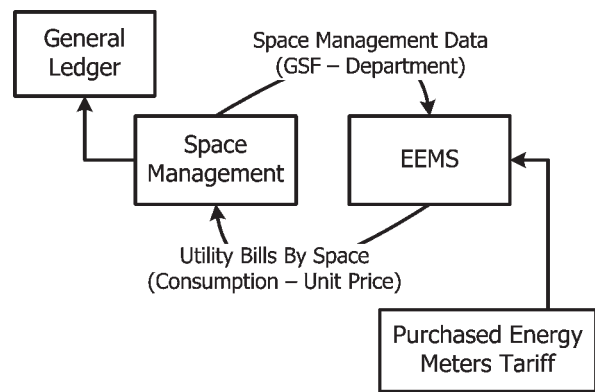 General
Ledger
Space Management Data
(GSF – Department)
Space
Management
EEMS
Utility Bills By Space
(Consumption – Unit Price)
Purchased Energy
Meters Tariff